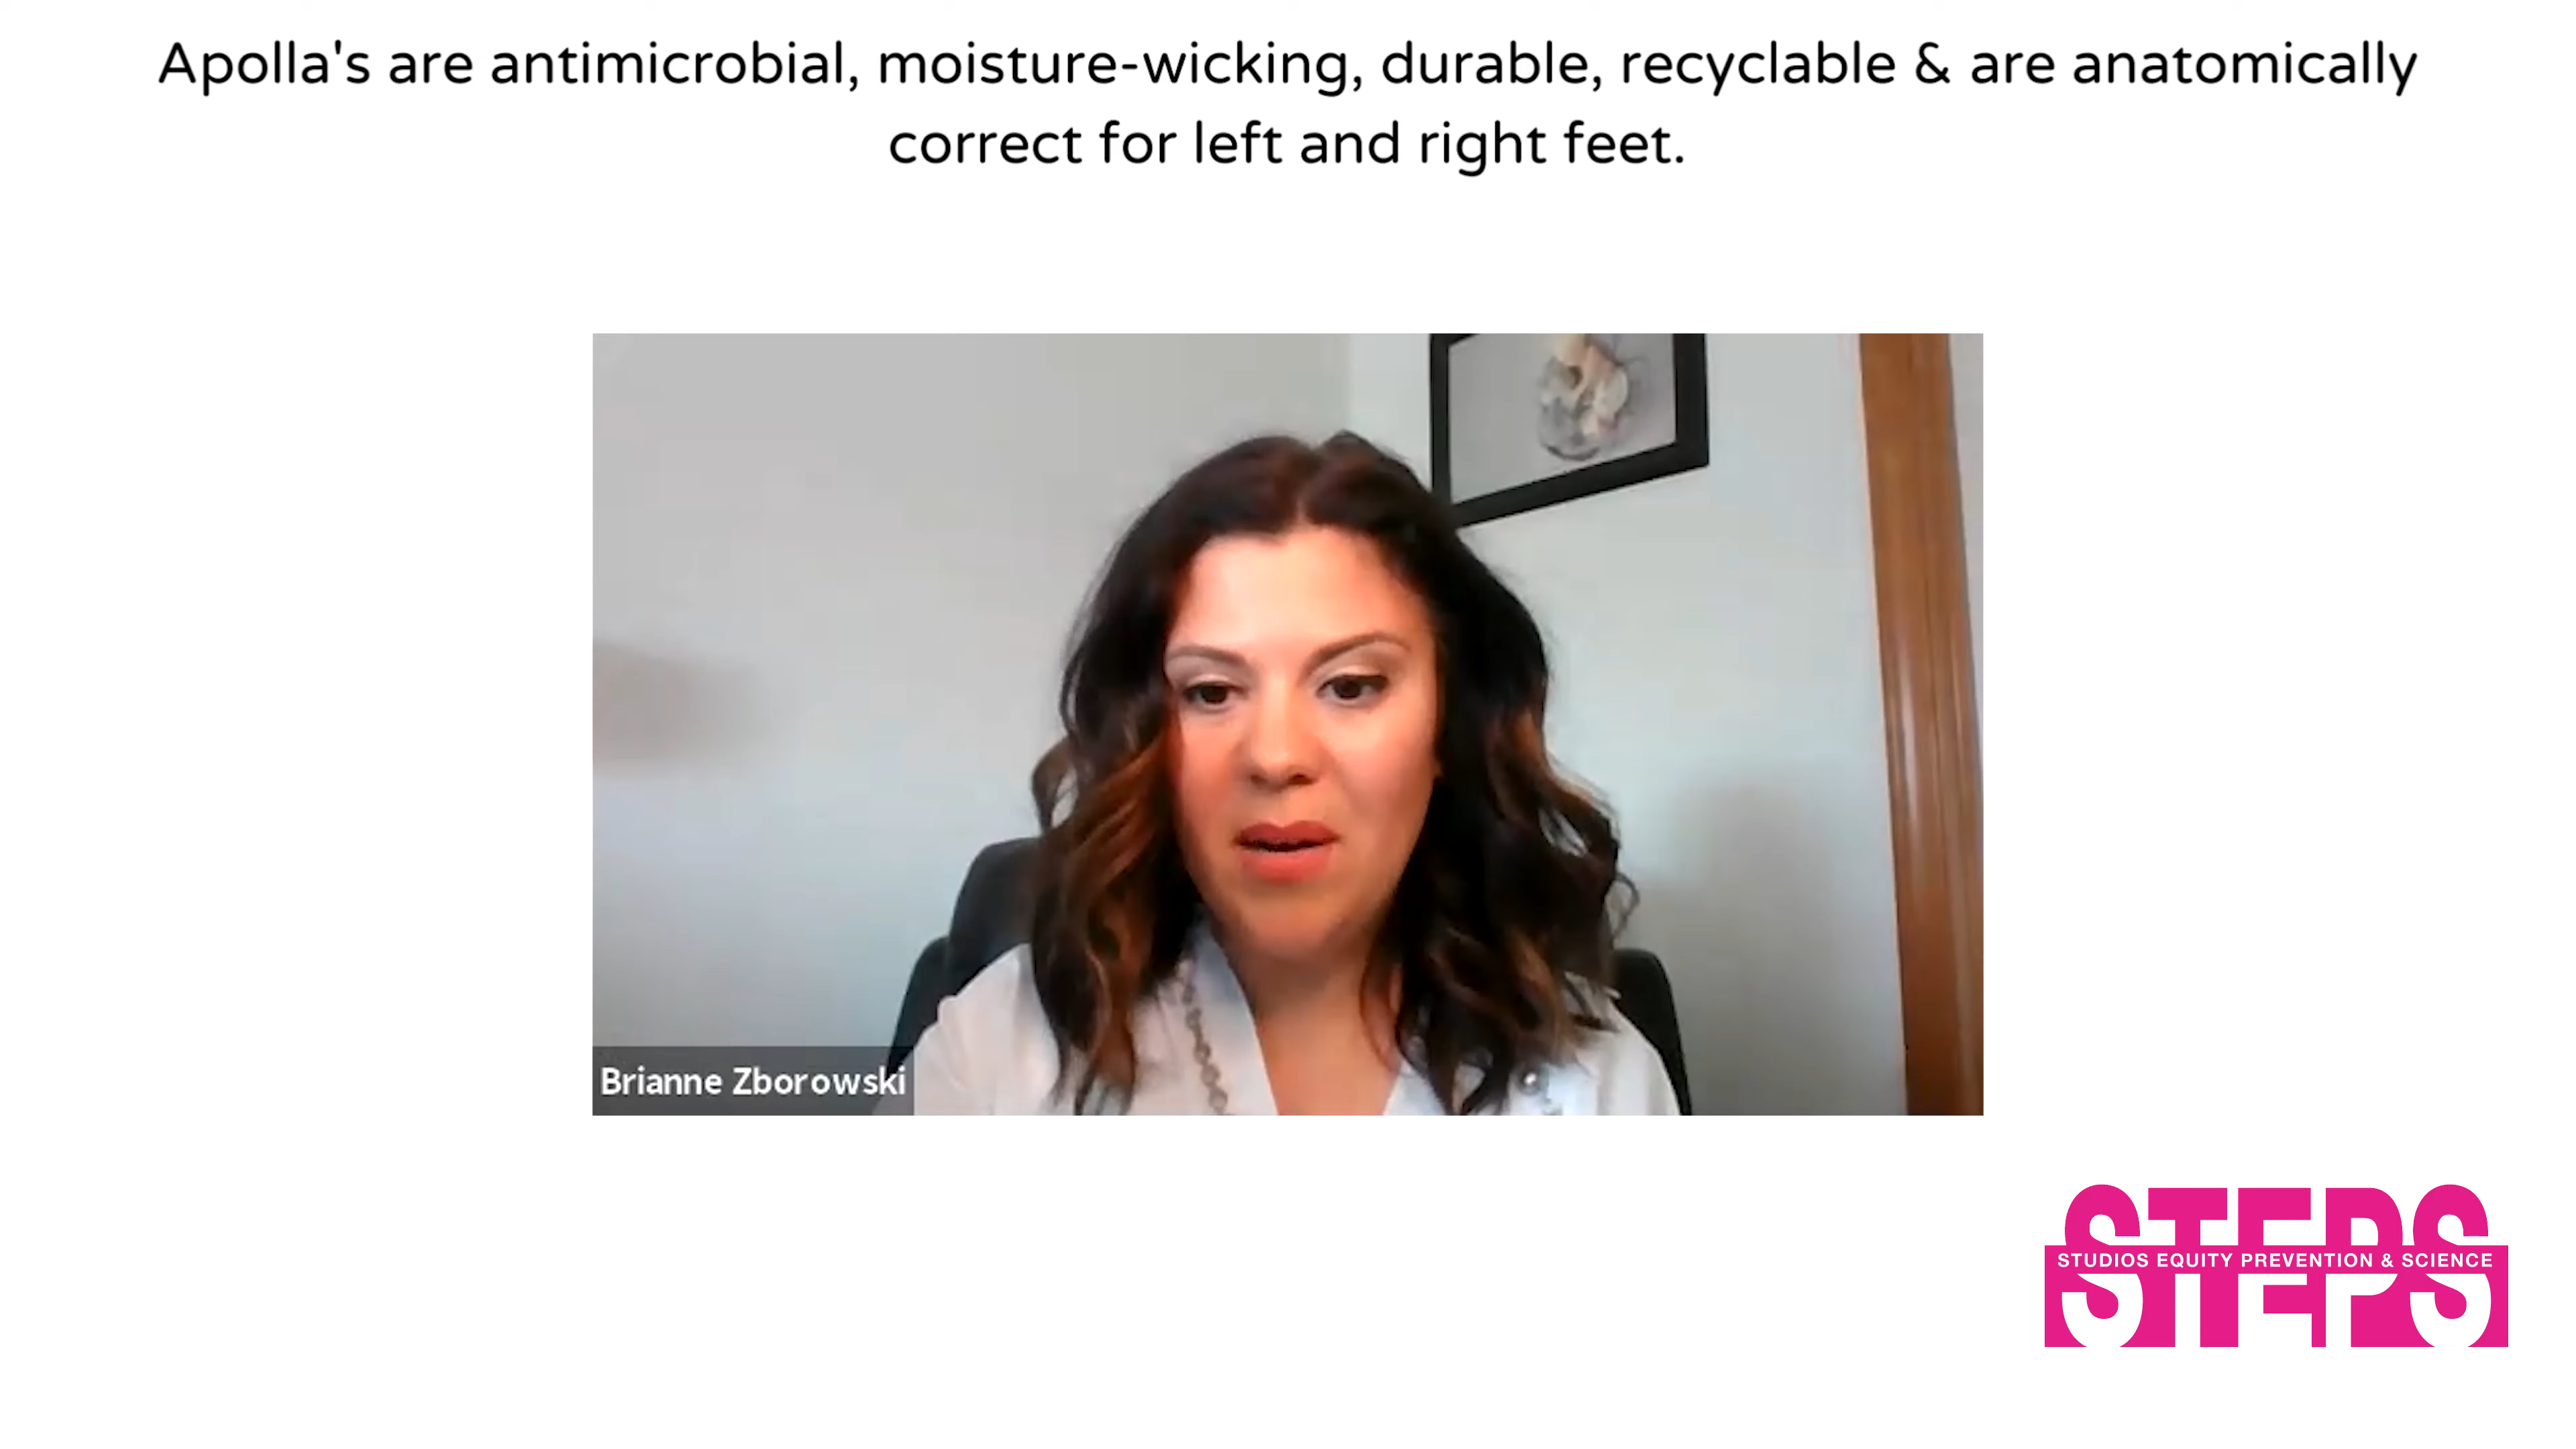 Apolla's are antimicrobial, moisture-wicking, durable, recyclable & are anatomically
correct for left and right feet.
Brianne Zborowski
STEPS
STUDIOS EQUITY PREVENTION & SCIENCE